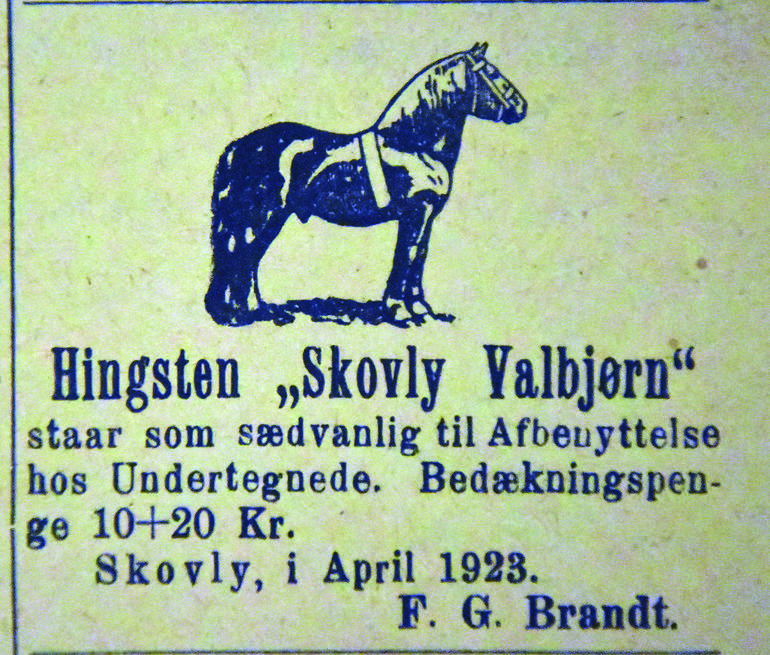 Hingsten „Skovly Valbjørn“
staar som sædvanlig til Afbenyttelse
hos Undertegnede. Bedækningspen-
ge 10+20 Kr.
Skovly, i April 1923.
F. G. Brandt.